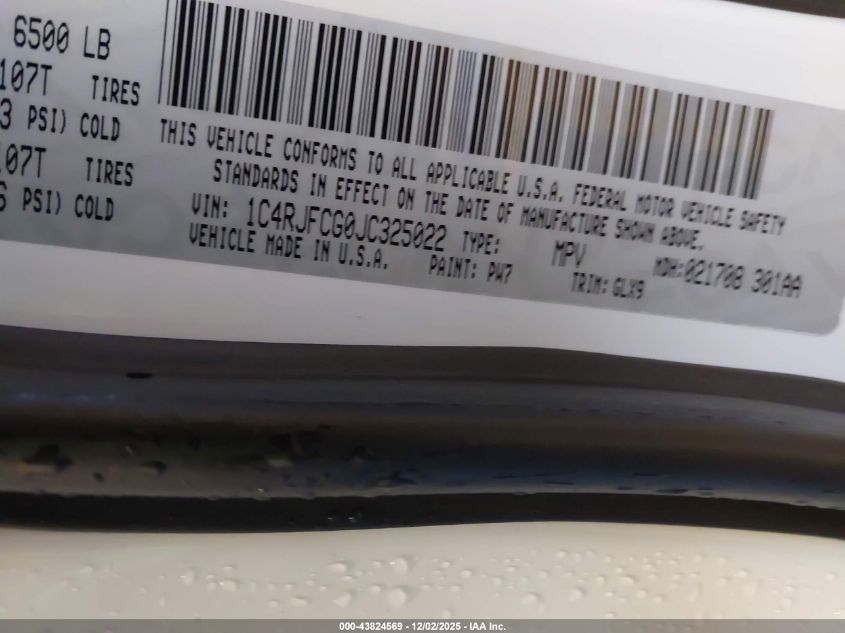 6500 LB
107T TIRES
3 PSI) COLD
107T TIRES
PSI) COLD
THIS VEHICLE CONFORMS TO ALL APPLICABLE U.S.A. FEDERAL MOTOR VEHICLE SAFETY
STANDARDS IN EFFECT ON THE DATE OF MANUFACTURE SHOWN ABOVE.
VIN: 1C4RJFCG0JC325022 TYPE: MPV MDH:021708 301AA
VEHICLE MADE IN U.S.A. PAINT: PW7 TRIM: GLX9
000-43824569 - 12/02/2025 - IAA Inc.